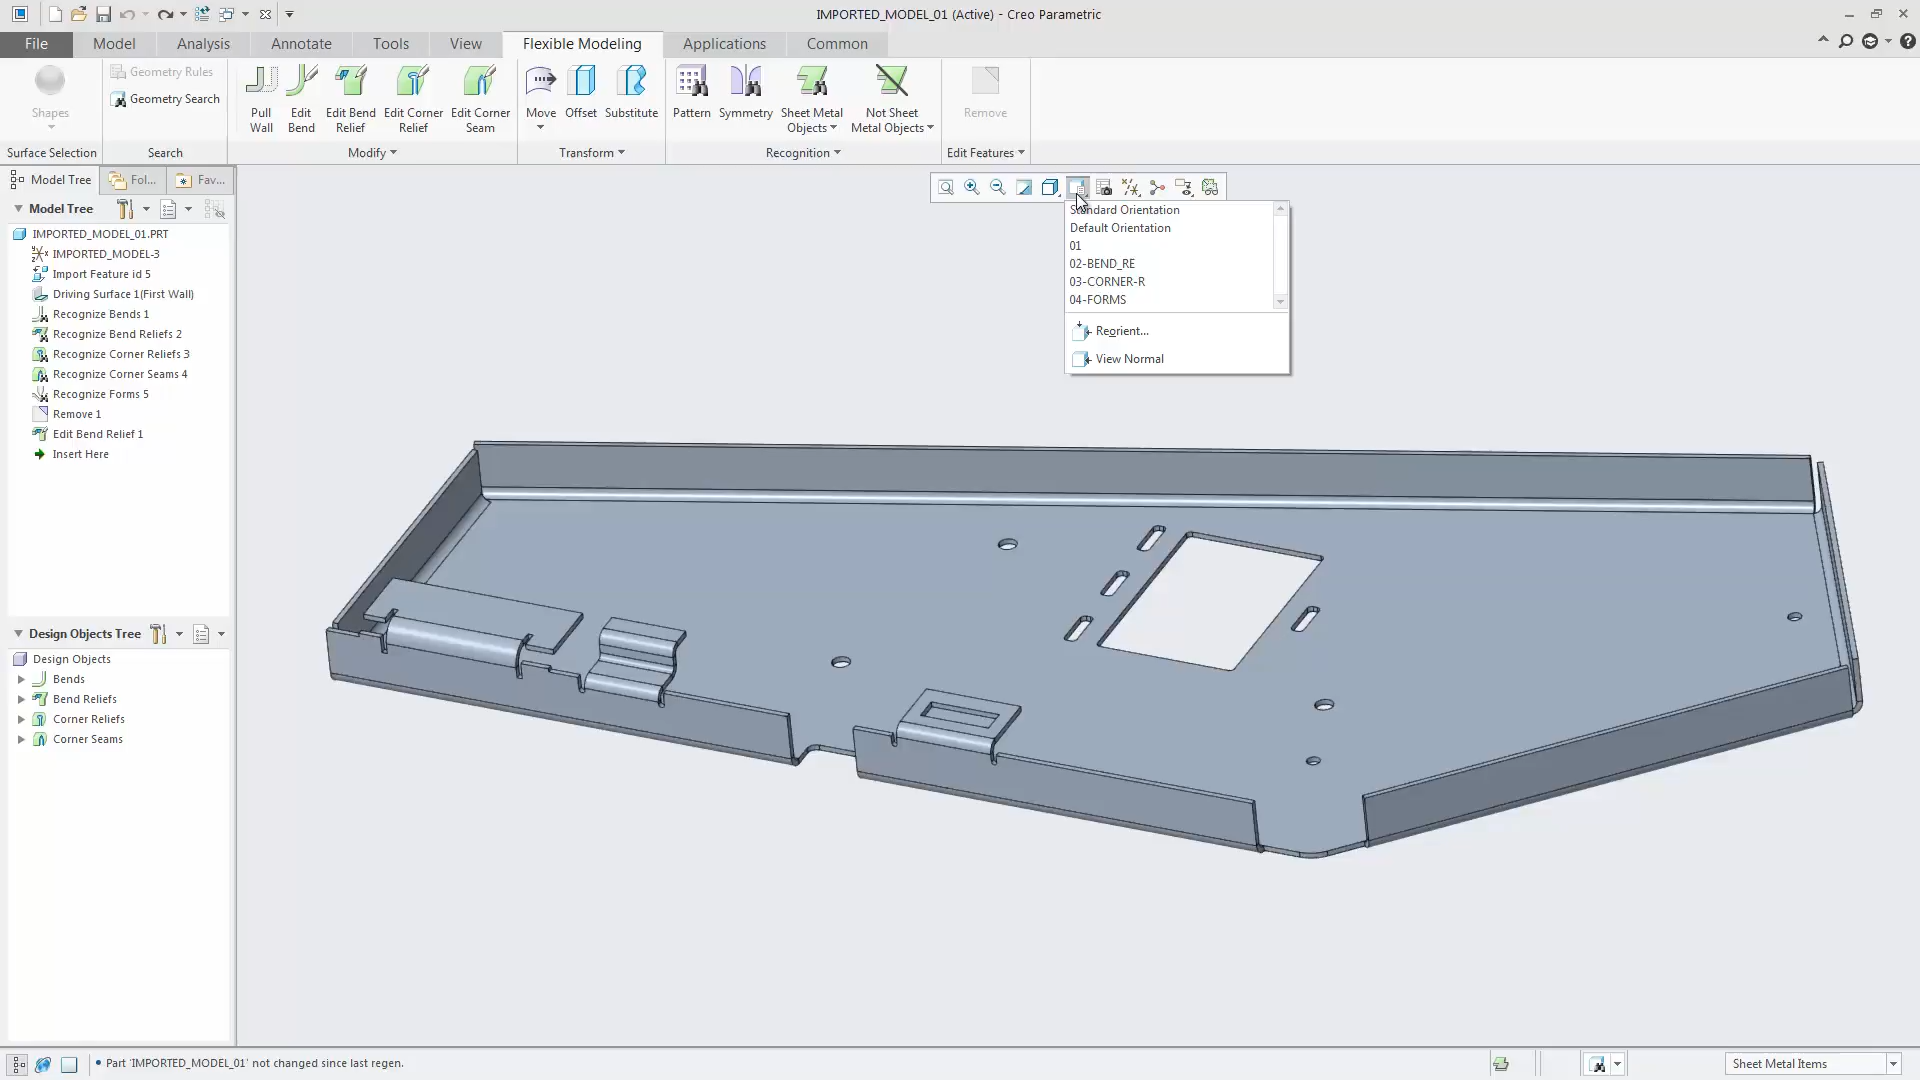 IMPORTED_MODEL_01 (Active) - Creo Parametric
File
Model
Analysis
Annotate
Tools
View
Flexible Modeling
Applications
Common
Shapes
Geometry Rules
Geometry Search
Pull Wall
Edit Bend
Edit Bend Relief
Edit Corner Relief
Edit Corner Seam
Move
Offset
Substitute
Pattern
Symmetry
Sheet Metal Objects
Not Sheet Metal Objects
Remove
Surface Selection
Search
Modify
Transform
Recognition
Edit Features
Model Tree
Fol...
Fav...
Model Tree
IMPORTED_MODEL_01.PRT
IMPORTED_MODEL-3
Import Feature id 5
Driving Surface 1(First Wall)
Recognize Bends 1
Recognize Bend Reliefs 2
Recognize Corner Reliefs 3
Recognize Corner Seams 4
Recognize Forms 5
Remove 1
Edit Bend Relief 1
Insert Here
Standard Orientation
Default Orientation
01
02-BEND_RE
03-CORNER-R
04-FORMS
Reorient...
View Normal
Design Objects Tree
Design Objects
Bends
Bend Reliefs
Corner Reliefs
Corner Seams
• Part 'IMPORTED_MODEL_01' not changed since last regen.
Sheet Metal Items